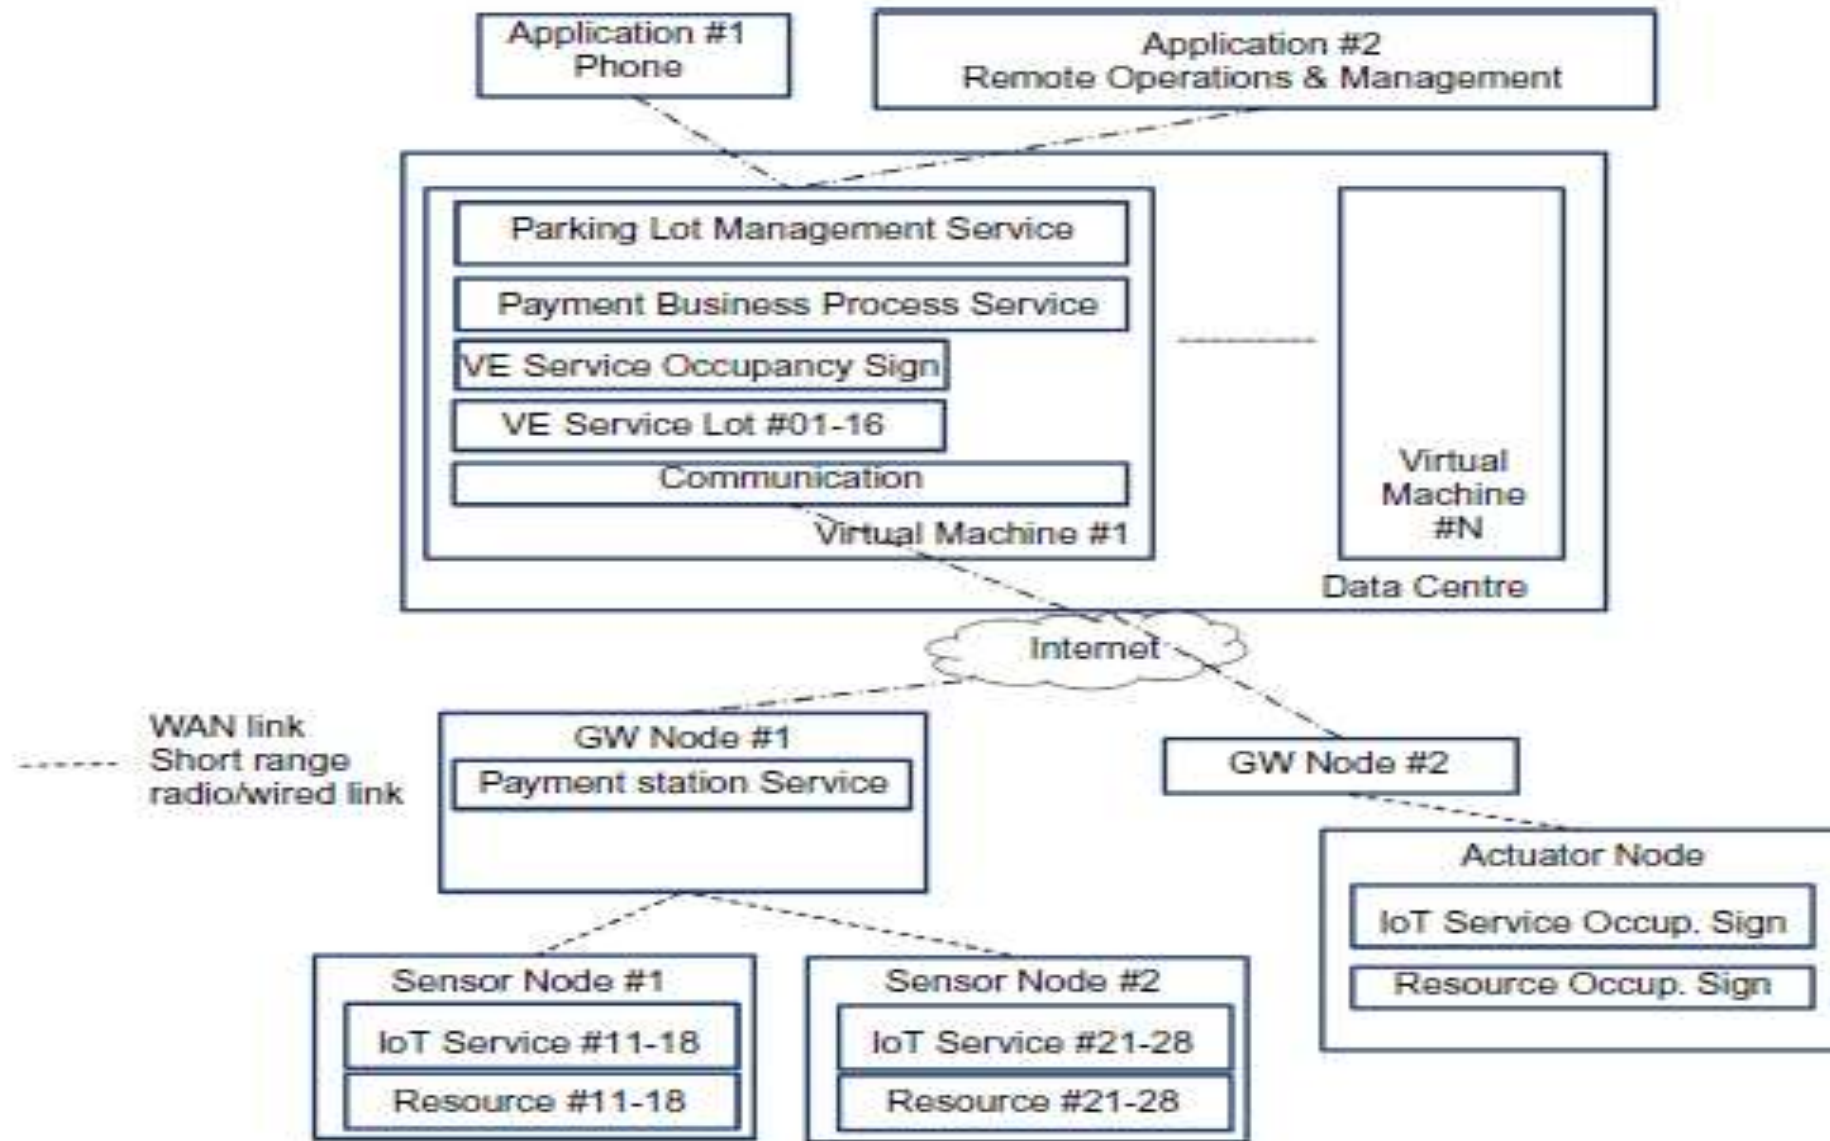 Application #1
Phone
Application #2
Remote Operations & Management
Parking Lot Management Service
Payment Business Process Service
VE Service Occupancy Sign
VE Service Lot #01-16
Communication
Virtual Machine #1
Virtual
Machine
#N
Data Centre
Internet
WAN link
Short range
radio/wired link
GW Node #1
Payment station Service
GW Node #2
Actuator Node
IoT Service Occup. Sign
Resource Occup. Sign
Sensor Node #1
IoT Service #11-18
Resource #11-18
Sensor Node #2
IoT Service #21-28
Resource #21-28